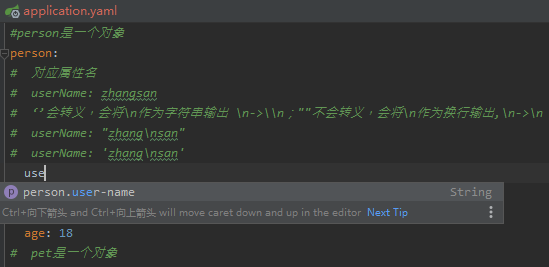 application.yaml
#person是一个对象
person:
# 对应属性名
# userName: zhangsan
# ‘’会转义，会将\n作为字符串输出 \n->\\n；""不会转义，会将\n作为换行输出,\n->\n
# userName: "zhang\nsan"
# userName: 'zhang\nsan'
use
p person.user-name String
Ctrl+向下箭头 and Ctrl+向上箭头 will move caret down and up in the editor Next Tip
age: 18
# pet是一个对象